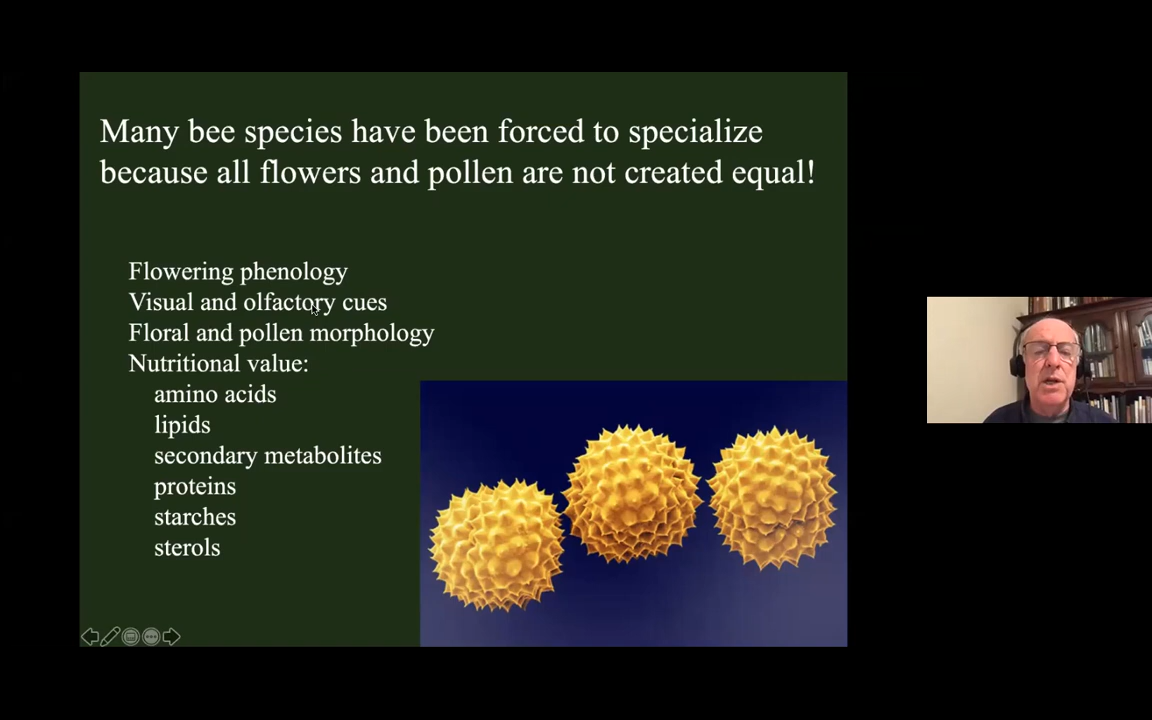 Many bee species have been forced to specialize
because all flowers and pollen are not created equal!
Flowering phenology
Visual and olfactory cues
Floral and pollen morphology
Nutritional value:
amino acids
lipids
secondary metabolites
proteins
starches
sterols